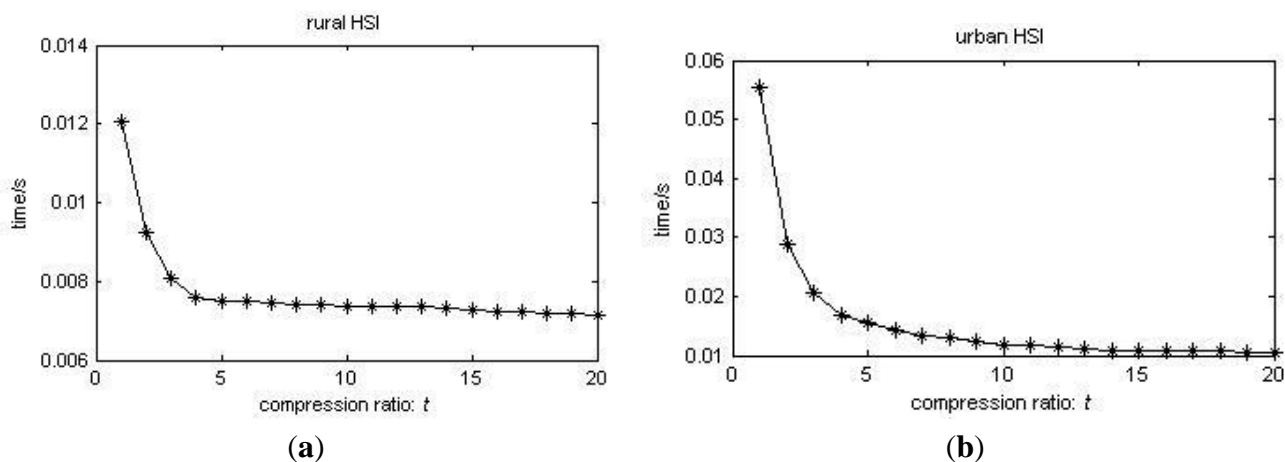 rural HSI
0.014
0.012
0.01
0.008
0.006
time/s
0 5 10 15 20
compression ratio: t
(a)
urban HSI
0.06
0.05
0.04
0.03
0.02
0.01
time/s
0 5 10 15 20
compression ratio: t
(b)